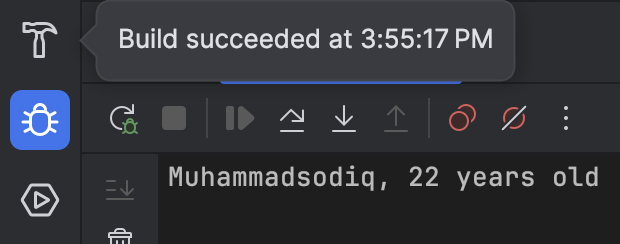 Build succeeded at 3:55:17 PM
Muhammadsodiq, 22 years old